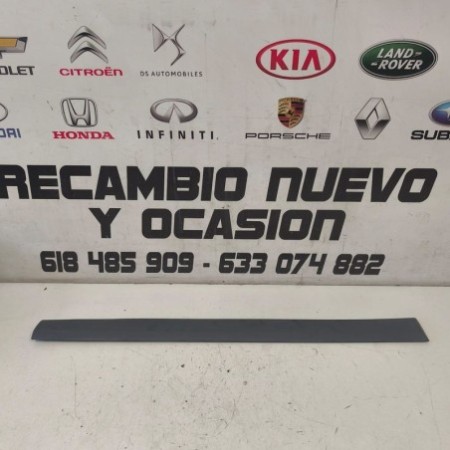 OLET CITROËN DS AUTOMOBILES KIA LAND ROVER
DAI HONDA INFINITI PORSCHE SUB
RECAMBIO NUEVO
Y OCASION
618 485 909 - 633 074 882